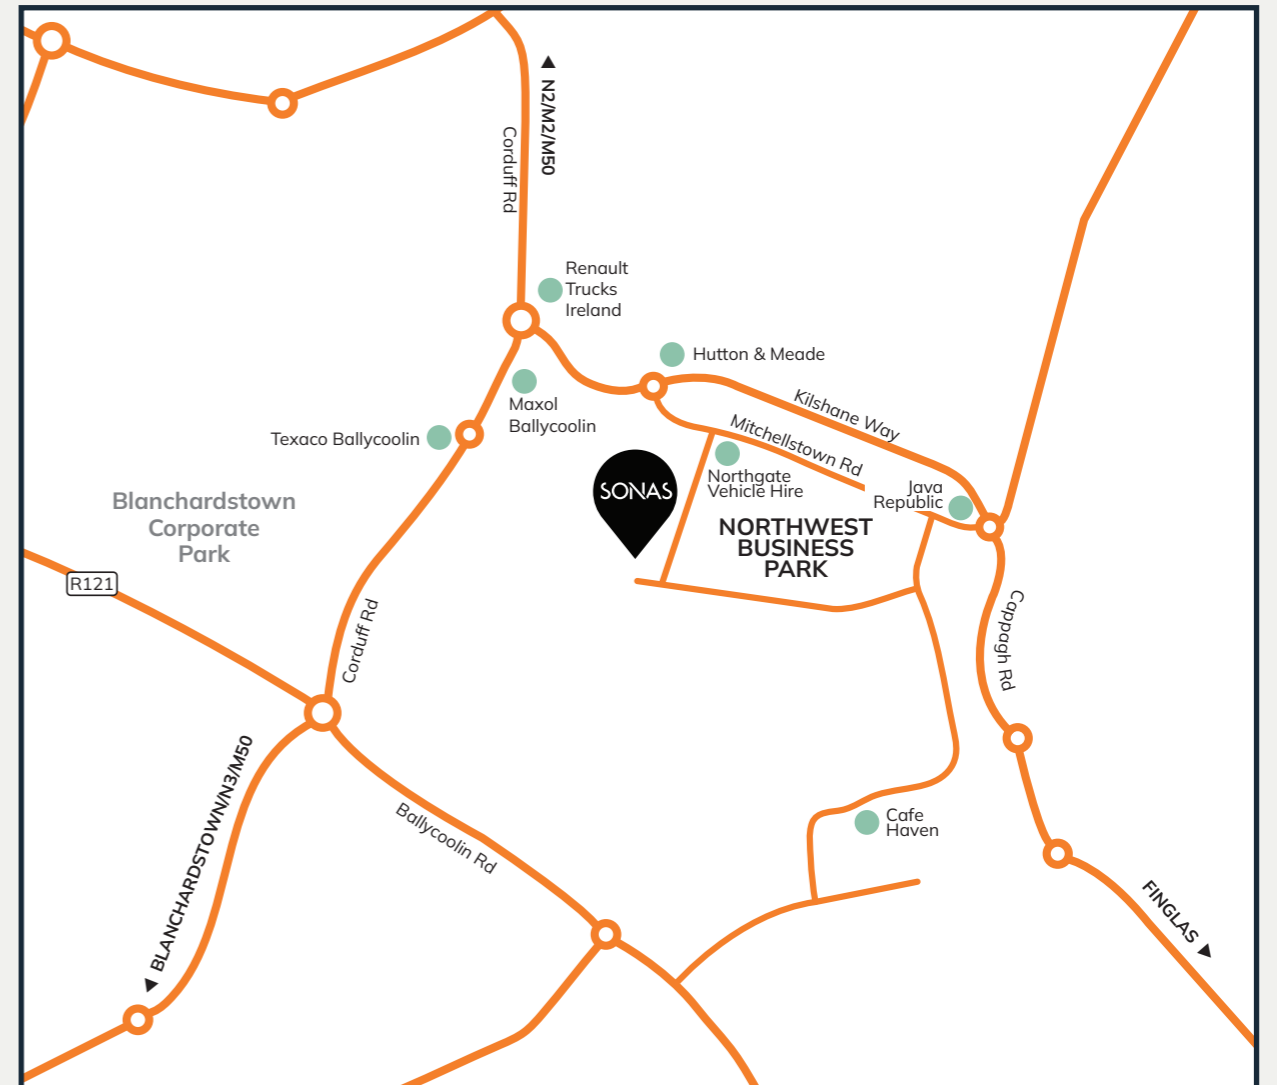 N2/M2/M50
Corduff Rd
Renault
Trucks
Ireland
Hutton & Meade
Maxol
Ballycoolin
Kilshane Way
Mitchellstown Rd
Texaco Ballycoolin
Northgate
Vehicle Hire
SONAS
Java
Republic
Blanchardstown
Corporate
Park
NORTHWEST
BUSINESS
PARK
R121
Corduff Rd
Cappagh Rd
BLANCHARDSTOWN/N3/M50
Ballycoolin Rd
Cafe
Haven
FINGLAS